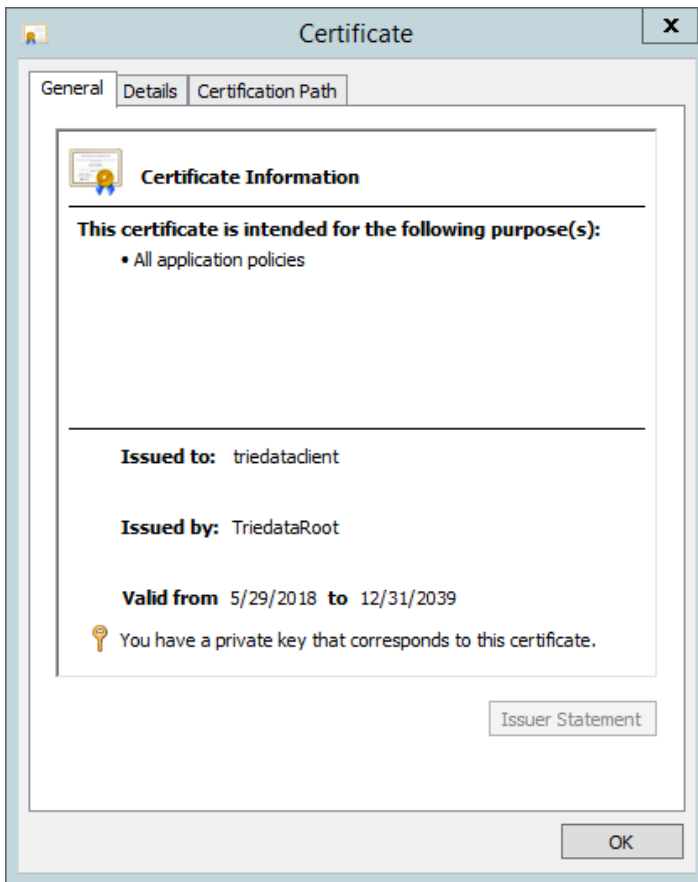 Certificate
X
General Details Certification Path
Certificate Information
This certificate is intended for the following purpose(s):
• All application policies
Issued to: triedataclient
Issued by: TriedataRoot
Valid from 5/29/2018 to 12/31/2039
You have a private key that corresponds to this certificate.
Issuer Statement
OK